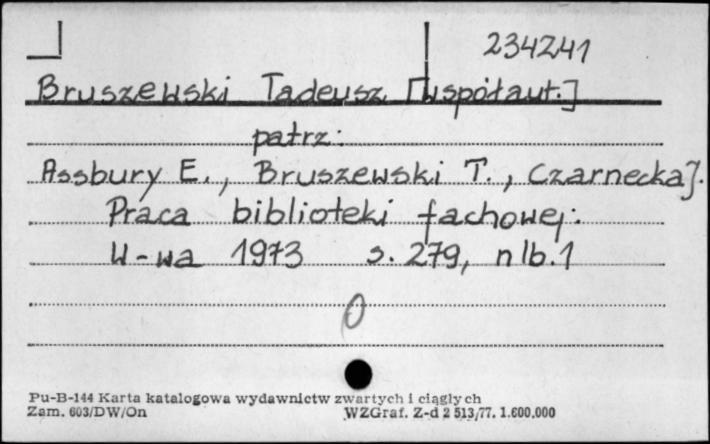 234241
Bruszewski Tadeusz [współaut.]
patrz:
Assbury E., Bruszewski T., Czarnecka J.
Praca biblioteki fachowej.
W-wa 1973 s. 279, nlb. 1
0
Pu-B-144 Karta katalogowa wydawnictw zwartych i ciągłych
Zam. 603/DW/On WZGraf. Z-d 2 513/77. 1.600.000